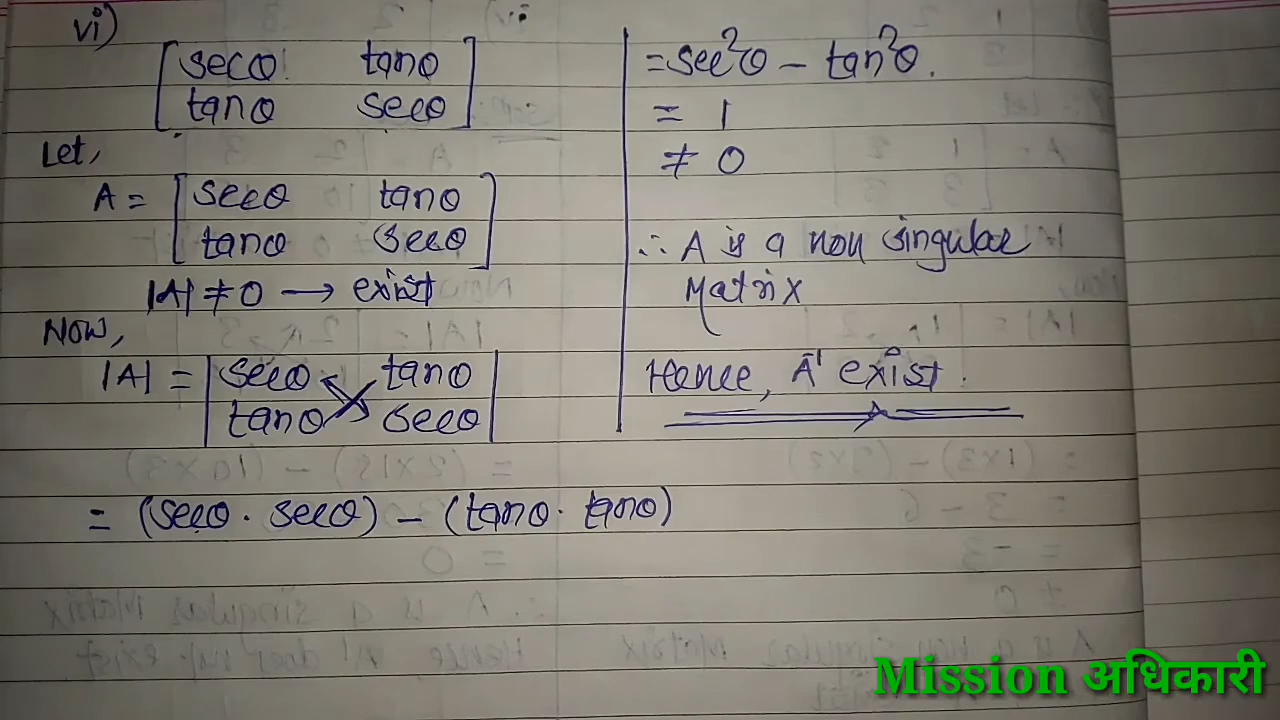 vi)
[secθ tanθ
tanθ secθ]
Let,
A = [secθ tanθ
tanθ secθ]
|A| ≠ 0 → exist
Now,
|A| = |secθ tanθ
tanθ secθ|
= (secθ · secθ) – (tanθ · tanθ)
= sec²θ – tan²θ.
= 1
≠ 0
∴ A is a non singular
Matrix
Hence, A⁻¹ exist.
Mission अधिकारी